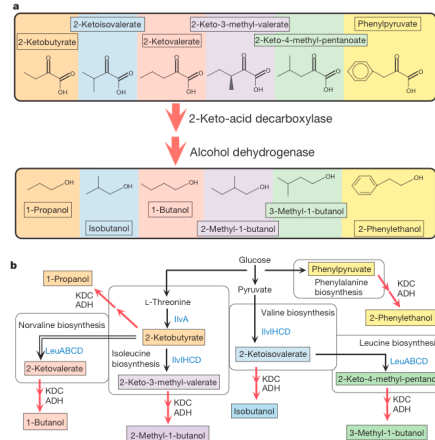 a
2-Ketoisovalerate
2-Keto-3-methyl-valerate
Phenylpyruvate
2-Ketobutyrate
2-Ketovalerate
2-Keto-4-methyl-pentanoate
O O O O O O
O O O O O O
OH OH OH OH OH OH
2-Keto-acid decarboxylase
Alcohol dehydrogenase
OH OH OH OH OH OH
1-Propanol
1-Butanol
3-Methyl-1-butanol
Isobutanol
2-Methyl-1-butanol
2-Phenylethanol
b
Glucose
1-Propanol
Phenylpyruvate
KDC
ADH
Pyruvate
Phenylalanine
biosynthesis
KDC
ADH
L-Threonine
IlvA
Valine biosynthesis
2-Phenylethanol
Norvaline biosynthesis
2-Ketobutyrate
IlvIHCD
Leucine biosynthesis
LeuABCD
Isoleucine
biosynthesis
IlvIHCD
2-Ketoisovalerate
LeuABCD
2-Ketovalerate
2-Keto-3-methyl-valerate
2-Keto-4-methyl-pentanoate
KDC
ADH
KDC
ADH
KDC
ADH
KDC
ADH
1-Butanol
Isobutanol
2-Methyl-1-butanol
3-Methyl-1-butanol